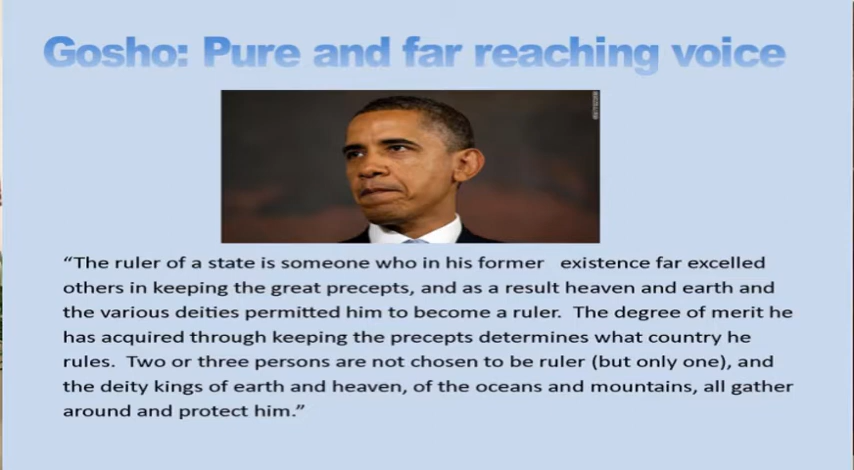 Gosho: Pure and far reaching voice
“The ruler of a state is someone who in his former existence far excelled
others in keeping the great precepts, and as a result heaven and earth and
the various deities permitted him to become a ruler. The degree of merit he
has acquired through keeping the precepts determines what country he
rules. Two or three persons are not chosen to be ruler (but only one), and
the deity kings of earth and heaven, of the oceans and mountains, all gather
around and protect him.”